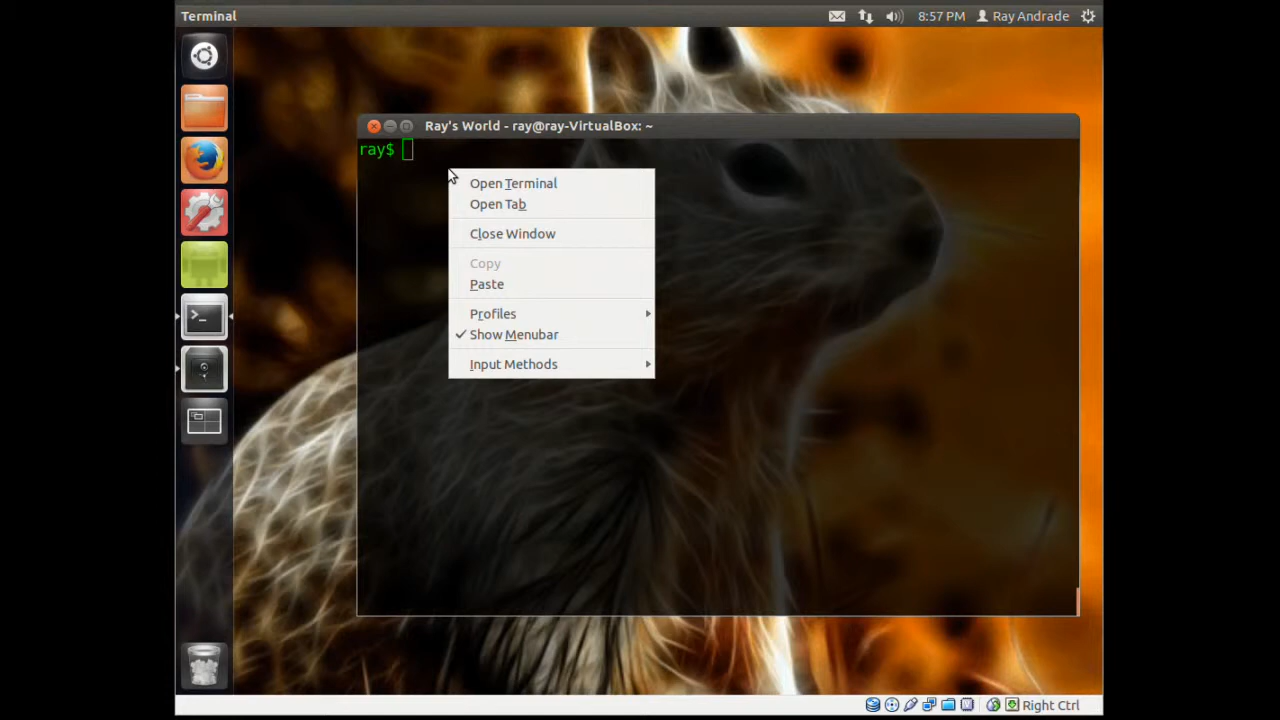 Terminal
8:57 PM Ray Andrade
Ray's World - ray@ray-VirtualBox: ~
ray$
Open Terminal
Open Tab
Close Window
Copy
Paste
Profiles
Show Menubar
Input Methods
>_
Right Ctrl